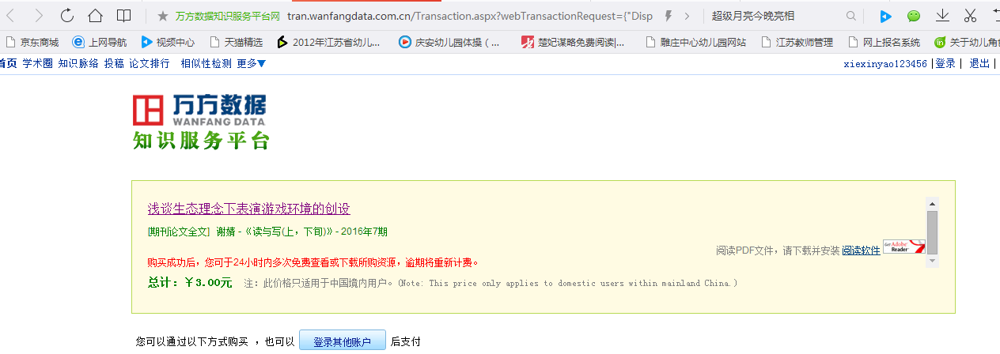 万方数据知识服务平台网 tran.wanfangdata.com.cn/Transaction.aspx?webTransactionRequest={"Disp 超级月亮今晚亮相
京东商城 上网导航 视频中心 天猫精选 2012年江苏省幼儿... 庆安幼儿园体操（ ... 楚妃谋略免费阅读|... 雕庄中心幼儿园网站 江苏教师管理 网上报名系统 关于幼儿角
首页 学术圈 知识脉络 投稿 论文排行 相似性检测 更多▼ xiexinyao123456 |登录| 退出|
万方数据
WANFANG DATA
知识服务平台
浅谈生态理念下表演游戏环境的创设
[期刊论文全文] 谢婧 -《读与写(上，下旬)》- 2016年7期
阅读PDF文件，请下载并安装 阅读软件 Get Adobe Reader
购买成功后，您可于24小时内多次免费查看或下载所购资源，逾期将重新计费。
总计：￥3.00元 注：此价格只适用于中国境内用户。(Note: This price only applies to domestic users within mainland China.)
您可以通过以下方式购买 ，也可以 登录其他账户 后支付